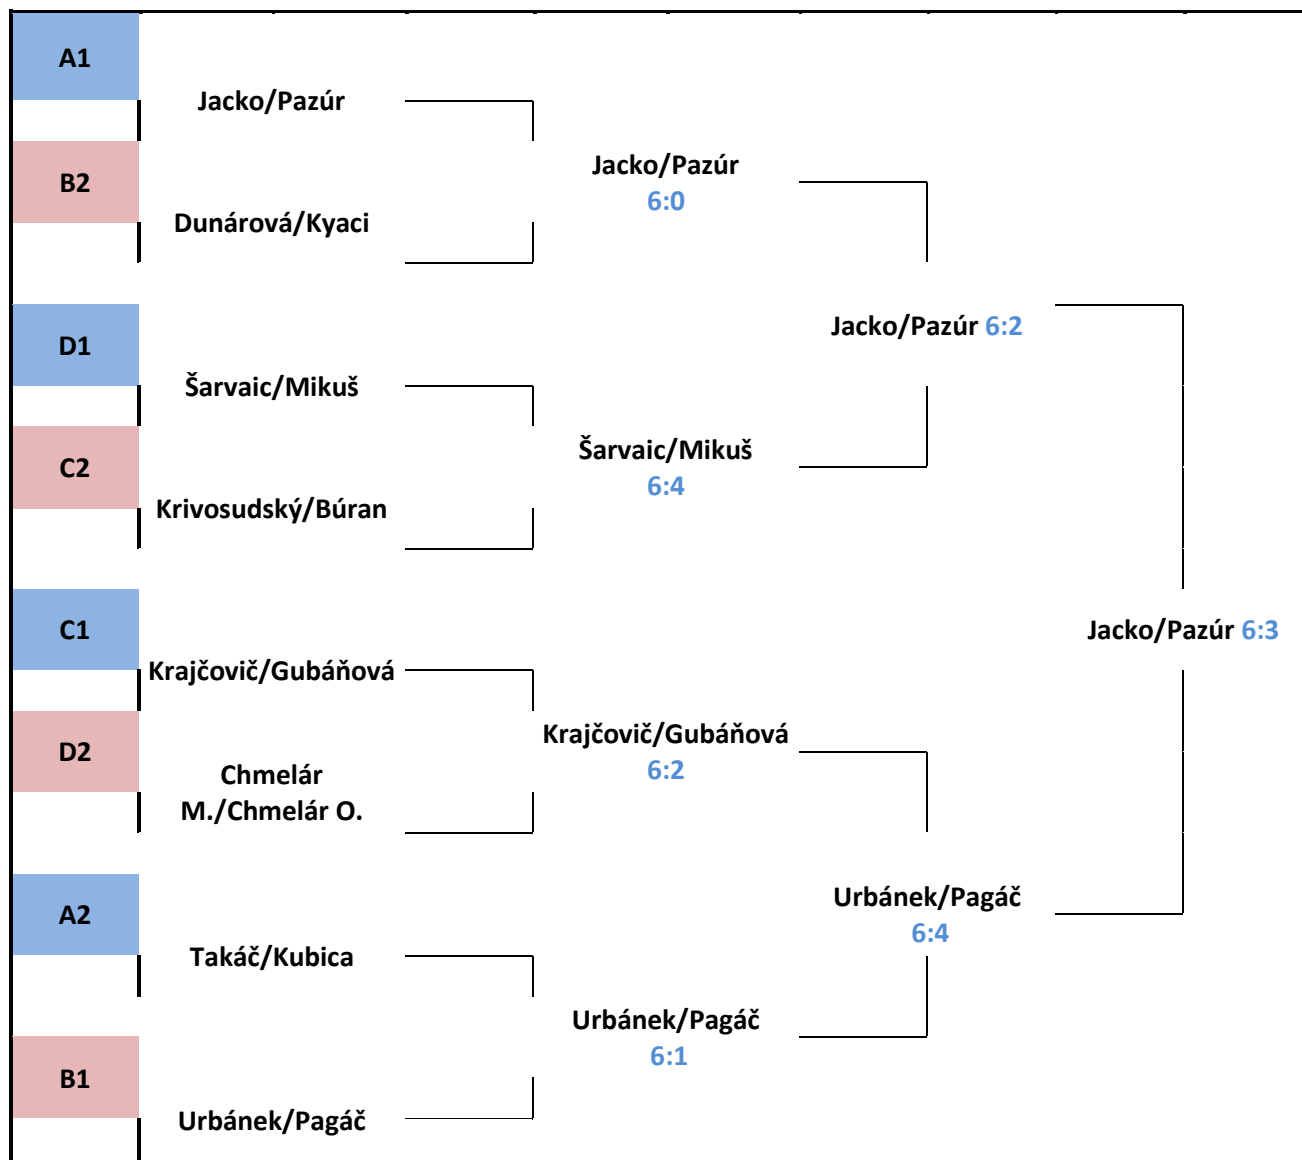 A1
Jacko/Pazúr
B2
Jacko/Pazúr
6:0
Dunárová/Kyaci
D1
Jacko/Pazúr 6:2
Šarvaic/Mikuš
C2
Šarvaic/Mikuš
6:4
Krivosudský/Búran
C1
Jacko/Pazúr 6:3
Krajčovič/Gubáňová
D2
Krajčovič/Gubáňová
6:2
Chmelár
M./Chmelár O.
A2
Urbánek/Pagáč
6:4
Takáč/Kubica
Urbánek/Pagáč
6:1
B1
Urbánek/Pagáč